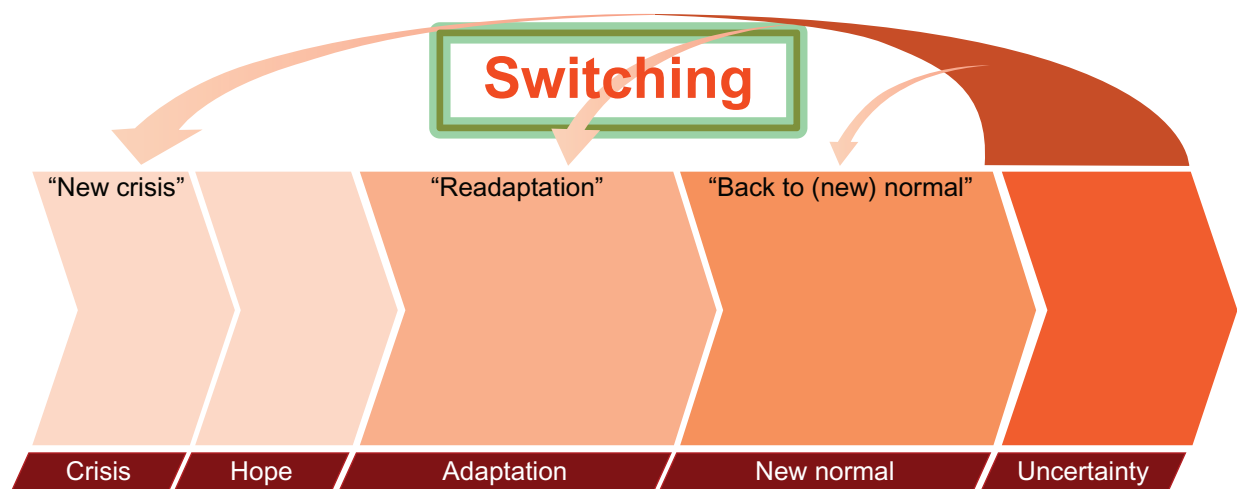 Switching
“New crisis”
“Readaptation”
“Back to (new) normal”
Crisis
Hope
Adaptation
New normal
Uncertainty